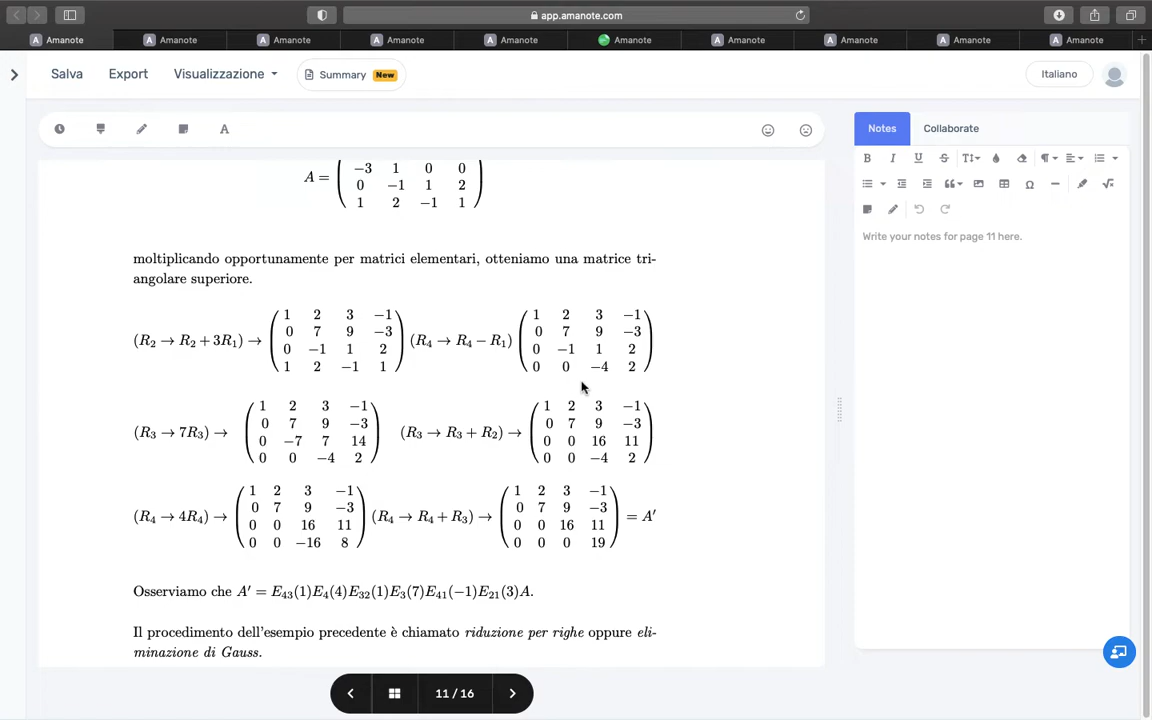 app.amanote.com
Amanote Amanote Amanote Amanote Amanote Amanote Amanote Amanote Amanote Amanote
Salva Export Visualizzazione Summary New Italiano
Notes Collaborate
Write your notes for page 11 here.
A = ( −3 1 0 0
0 −1 1 2
1 2 −1 1 )
moltiplicando opportunamente per matrici elementari, otteniamo una matrice tri-
angolare superiore.
(R₂ → R₂ + 3R₁) → ( 1 2 3 −1
0 7 9 −3
0 −1 1 2
1 2 −1 1 )
(R₄ → R₄ − R₁) ( 1 2 3 −1
0 7 9 −3
0 −1 1 2
0 0 −4 2 )
(R₃ → 7R₃) → ( 1 2 3 −1
0 7 9 −3
0 −7 7 14
0 0 −4 2 )
(R₃ → R₃ + R₂) → ( 1 2 3 −1
0 7 9 −3
0 0 16 11
0 0 −4 2 )
(R₄ → 4R₄) → ( 1 2 3 −1
0 7 9 −3
0 0 16 11
0 0 −16 8 )
(R₄ → R₄ + R₃) → ( 1 2 3 −1
0 7 9 −3
0 0 16 11
0 0 0 19 ) = A′
Osserviamo che A′ = E₄₃(1)E₄(4)E₃₂(1)E₃(7)E₄₁(−1)E₂₁(3)A.
Il procedimento dell'esempio precedente è chiamato riduzione per righe oppure eli-
minazione di Gauss.
11 / 16